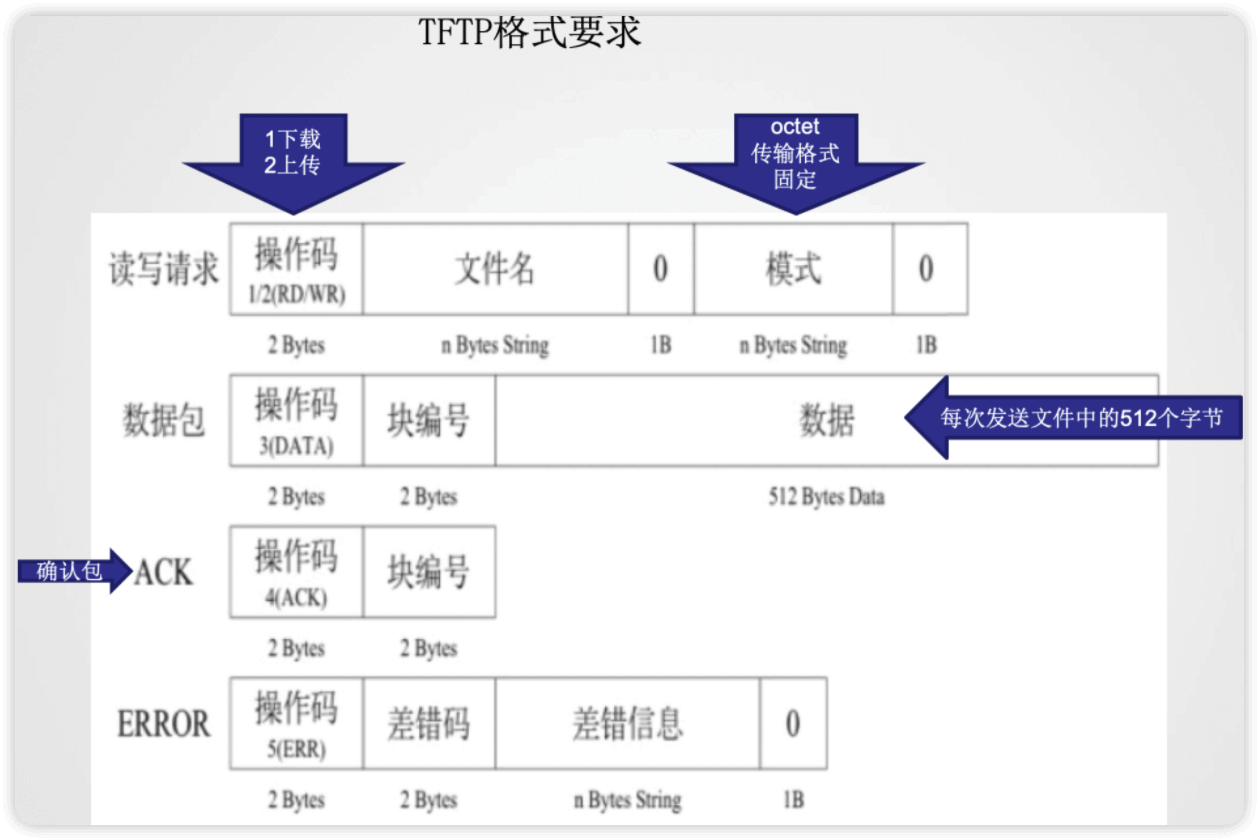 TFTP格式要求
1下载
2上传
octet
传输格式
固定
读写请求
操作码
1/2(RD/WR)
文件名
0
模式
0
2 Bytes
n Bytes String
1B
n Bytes String
1B
数据包
操作码
3(DATA)
块编号
数据
每次发送文件中的512个字节
2 Bytes
2 Bytes
512 Bytes Data
确认包
ACK
操作码
4(ACK)
块编号
2 Bytes
2 Bytes
ERROR
操作码
5(ERR)
差错码
差错信息
0
2 Bytes
2 Bytes
n Bytes String
1B